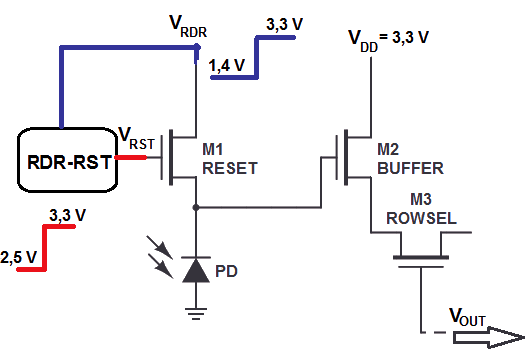 VRDR
3,3 V
1,4 V
VDD = 3,3 V
VRST
RDR-RST
M1
RESET
M2
BUFFER
M3
ROWSEL
3,3 V
2,5 V
PD
VOUT